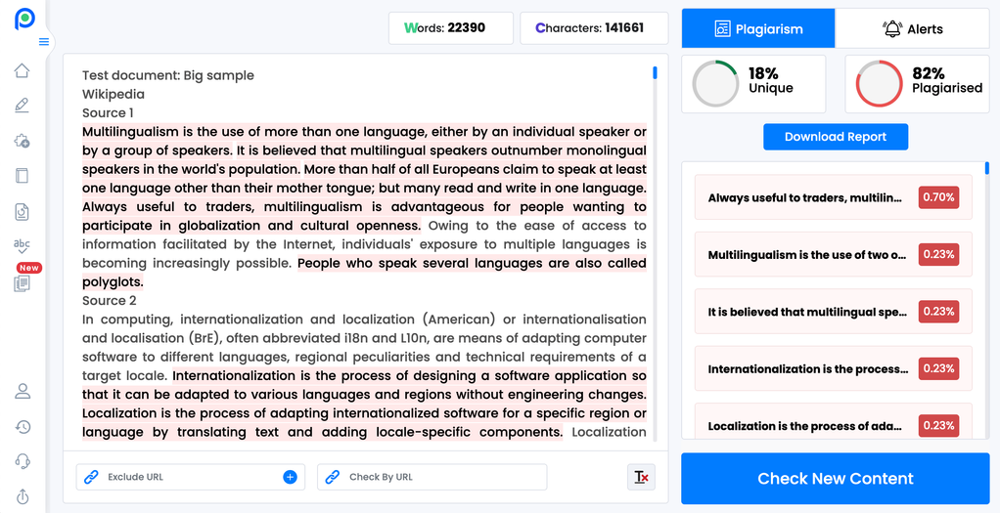 Words: 22390
Characters: 141661
Plagiarism
Alerts
18%
Unique
82%
Plagiarised
Download Report
Test document: Big sample
Wikipedia
Source 1
Multilingualism is the use of more than one language, either by an individual speaker or
by a group of speakers. It is believed that multilingual speakers outnumber monolingual
speakers in the world's population. More than half of all Europeans claim to speak at least
one language other than their mother tongue; but many read and write in one language.
Always useful to traders, multilingualism is advantageous for people wanting to
participate in globalization and cultural openness. Owing to the ease of access to
information facilitated by the Internet, individuals' exposure to multiple languages is
becoming increasingly possible. People who speak several languages are also called
polyglots.
Source 2
In computing, internationalization and localization (American) or internationalisation
and localisation (BrE), often abbreviated i18n and L10n, are means of adapting computer
software to different languages, regional peculiarities and technical requirements of a
target locale. Internationalization is the process of designing a software application so
that it can be adapted to various languages and regions without engineering changes.
Localization is the process of adapting internationalized software for a specific region or
language by translating text and adding locale-specific components. Localization
Always useful to traders, multilin... 0.70%
Multilingualism is the use of two o... 0.23%
It is believed that multilingual spe... 0.23%
Internationalization is the process... 0.23%
Localization is the process of ada... 0.23%
abc
New
Exclude URL
Check By URL
Check New Content